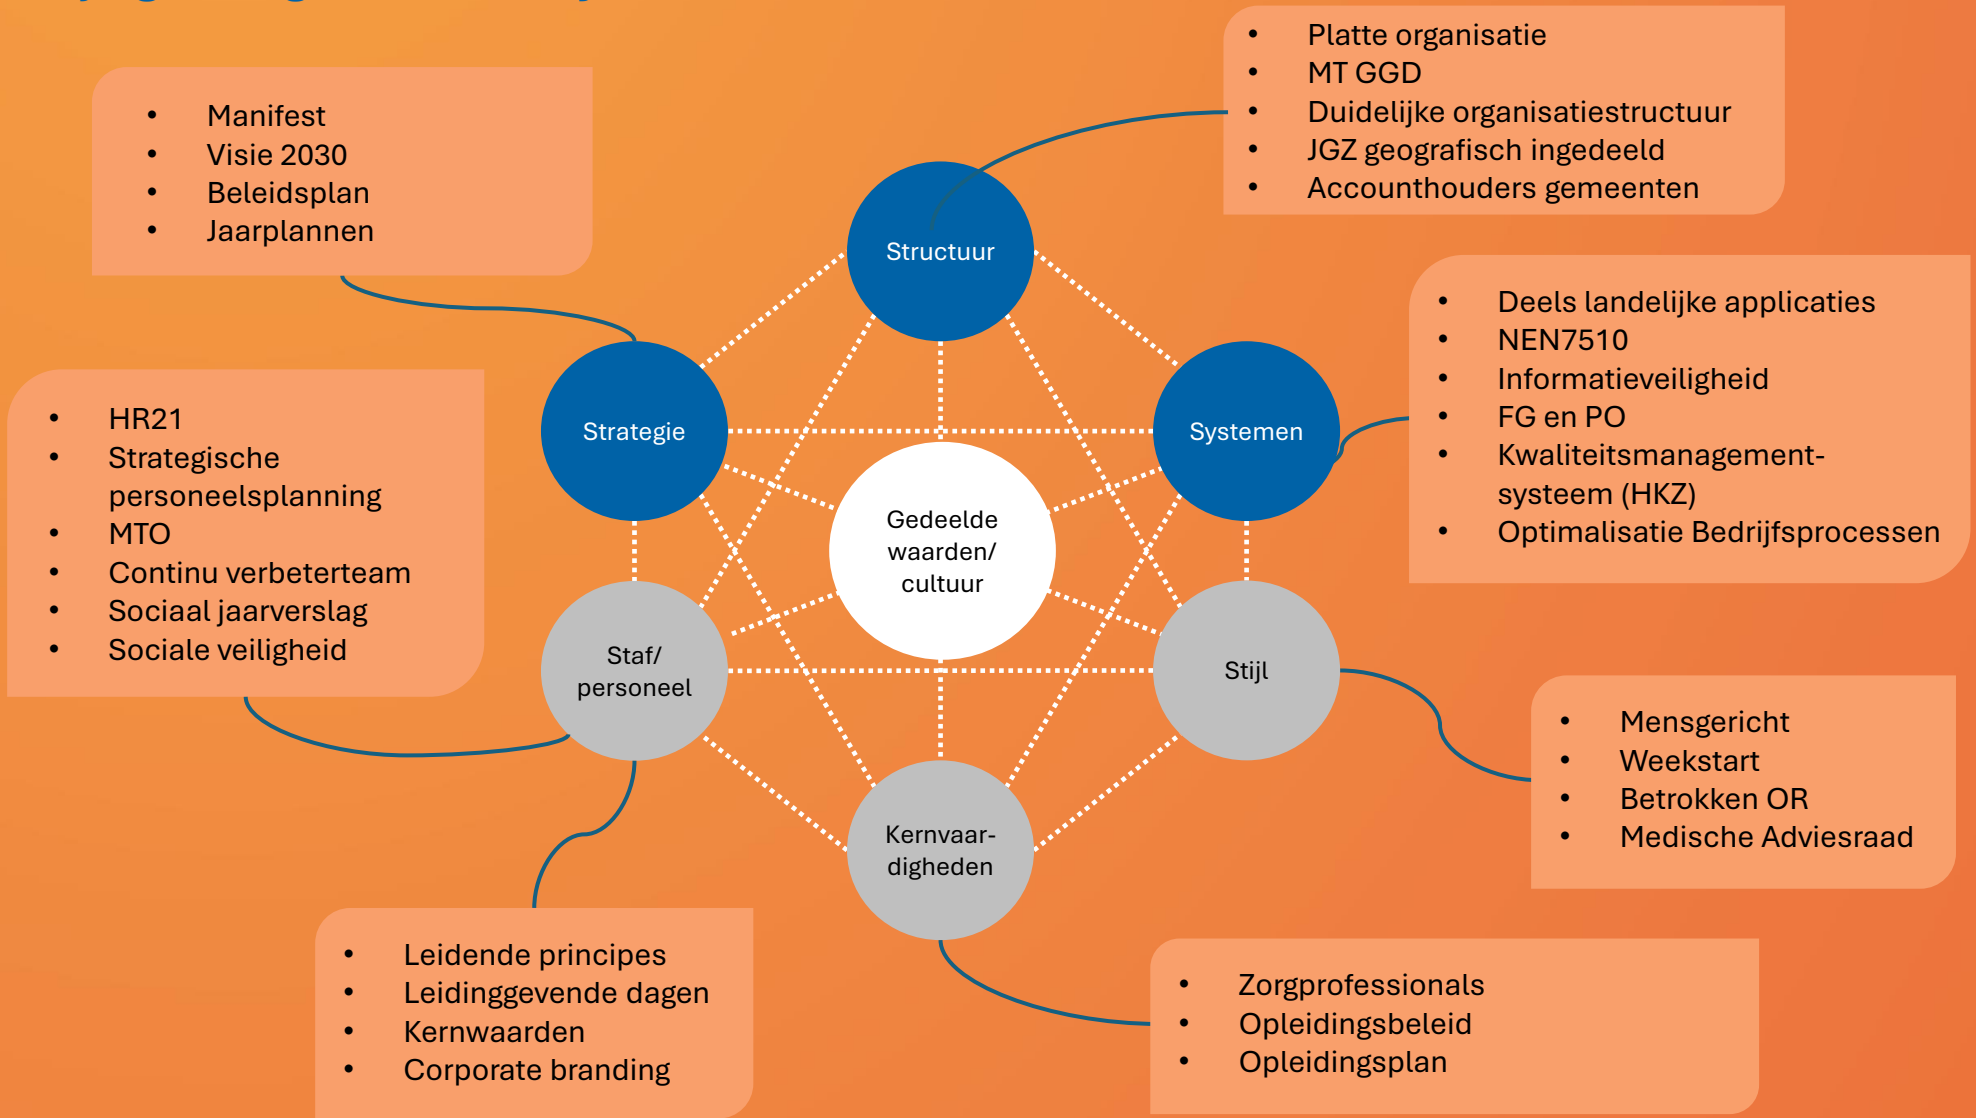 • Platte organisatie
• MT GGD
• Duidelijke organisatiestructuur
• JGZ geografisch ingedeeld
• Accounthouders gemeenten
• Manifest
• Visie 2030
• Beleidsplan
• Jaarplannen
Structuur
• Deels landelijke applicaties
• NEN7510
• Informatieveiligheid
• FG en PO
• Kwaliteitsmanagement-
systeem (HKZ)
• Optimalisatie Bedrijfsprocessen
Strategie
Systemen
• HR21
• Strategische
personeelsplanning
• MTO
• Continu verbeterteam
• Sociaal jaarverslag
• Sociale veiligheid
Gedeelde
waarden/
cultuur
Staf/
personeel
Stijl
• Mensgericht
• Weekstart
• Betrokken OR
• Medische Adviesraad
Kernvaar-
digheden
• Leidende principes
• Leidinggevende dagen
• Kernwaarden
• Corporate branding
• Zorgprofessionals
• Opleidingsbeleid
• Opleidingsplan